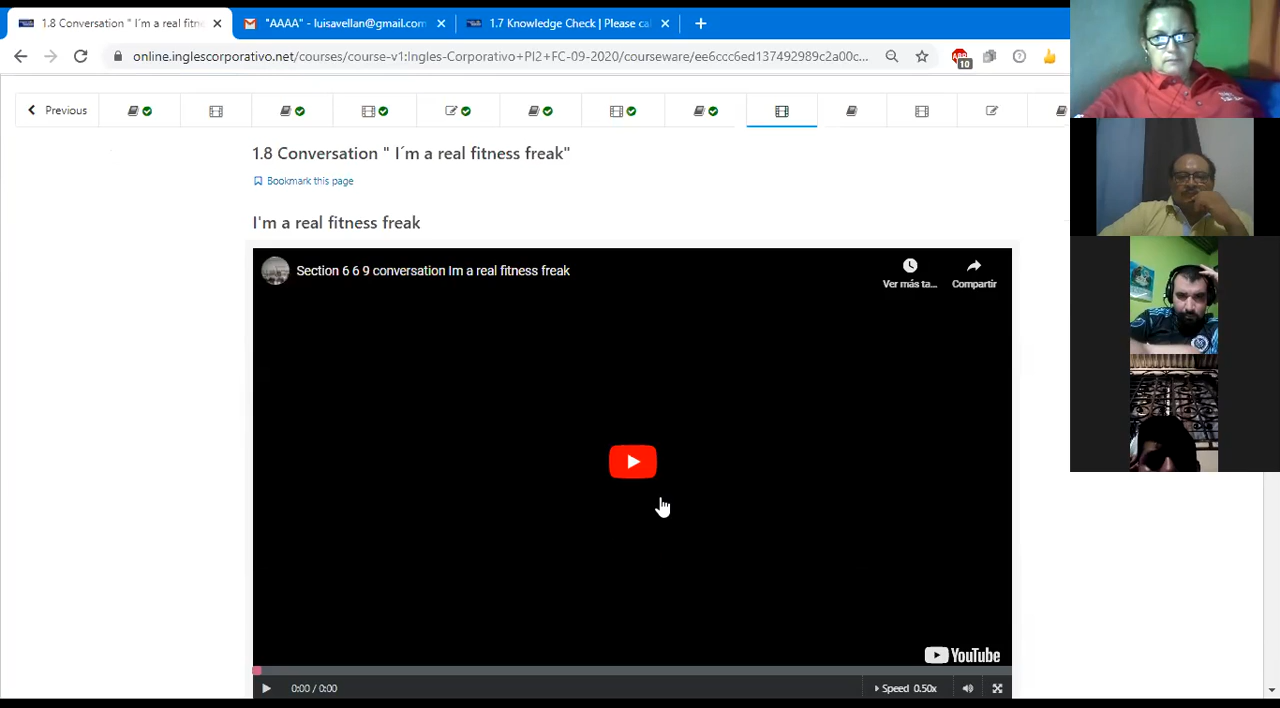 1.8 Conversation " I´m a real fitn
"AAAA" - luisavellan@gmail.com
1.7 Knowledge Check | Please ca
online.inglescorporativo.net/courses/course-v1:Ingles-Corporativo+PI2+FC-09-2020/courseware/ee6ccc6ed137492989c2a00c...
10
Previous
1.8 Conversation " I´m a real fitness freak"
Bookmark this page
I'm a real fitness freak
Section 6 6 9 conversation Im a real fitness freak
Ver más ta...
Compartir
YouTube
0:00 / 0:00
Speed 0.50x